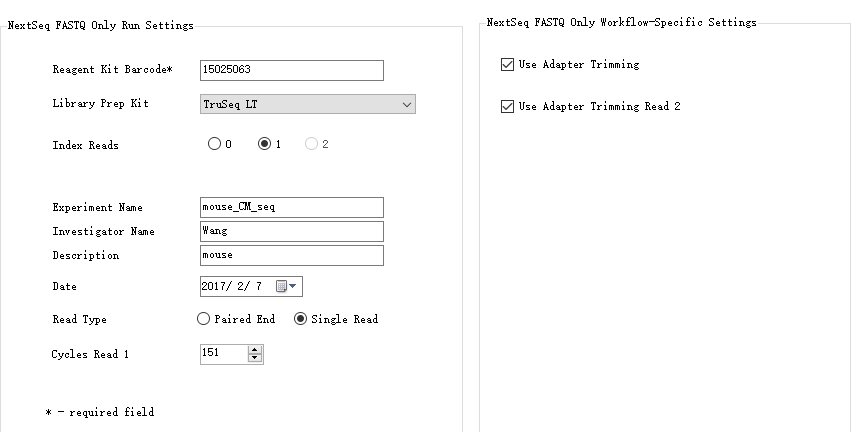 NextSeq FASTQ Only Run Settings
Reagent Kit Barcode* 15025063
Library Prep Kit TruSeq LT
Index Reads 0 1 2
Experiment Name mouse_CM_seq
Investigator Name Wang
Description mouse
Date 2017/ 2/ 7
Read Type Paired End Single Read
Cycles Read 1 151
* - required field
NextSeq FASTQ Only Workflow-Specific Settings
Use Adapter Trimming
Use Adapter Trimming Read 2